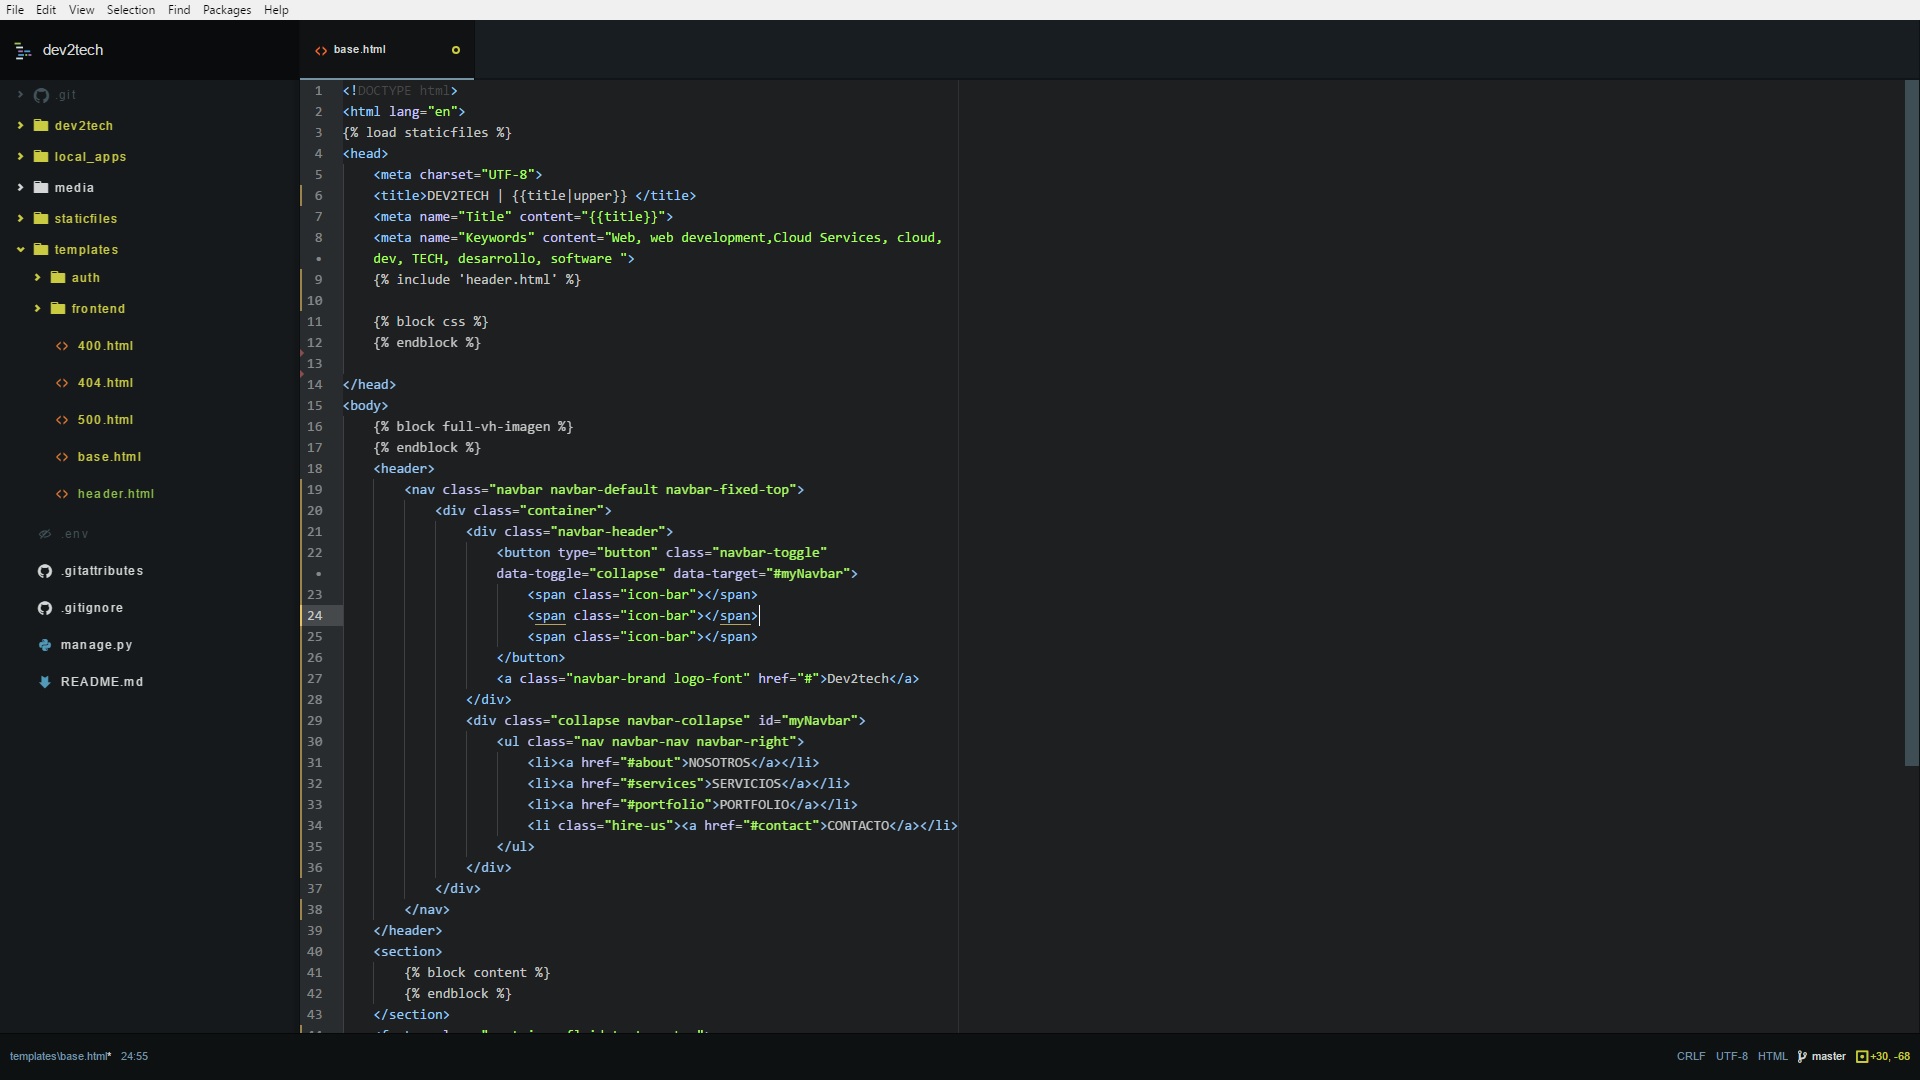 File Edit View Selection Find Packages Help
dev2tech
base.html
.git
dev2tech
local_apps
media
staticfiles
templates
auth
frontend
400.html
404.html
500.html
base.html
header.html
.env
.gitattributes
.gitignore
manage.py
README.md
1 <!DOCTYPE html>
2 <html lang="en">
3 {% load staticfiles %}
4 <head>
5 <meta charset="UTF-8">
6 <title>DEV2TECH | {{title|upper}} </title>
7 <meta name="Title" content="{{title}}">
8 <meta name="Keywords" content="Web, web development,Cloud Services, cloud,
• dev, TECH, desarrollo, software ">
9 {% include 'header.html' %}
10
11 {% block css %}
12 {% endblock %}
13
14 </head>
15 <body>
16 {% block full-vh-imagen %}
17 {% endblock %}
18 <header>
19 <nav class="navbar navbar-default navbar-fixed-top">
20 <div class="container">
21 <div class="navbar-header">
22 <button type="button" class="navbar-toggle"
• data-toggle="collapse" data-target="#myNavbar">
23 <span class="icon-bar"></span>
24 <span class="icon-bar"></span>
25 <span class="icon-bar"></span>
26 </button>
27 <a class="navbar-brand logo-font" href="#">Dev2tech</a>
28 </div>
29 <div class="collapse navbar-collapse" id="myNavbar">
30 <ul class="nav navbar-nav navbar-right">
31 <li><a href="#about">NOSOTROS</a></li>
32 <li><a href="#services">SERVICIOS</a></li>
33 <li><a href="#portfolio">PORTFOLIO</a></li>
34 <li class="hire-us"><a href="#contact">CONTACTO</a></li>
35 </ul>
36 </div>
37 </div>
38 </nav>
39 </header>
40 <section>
41 {% block content %}
42 {% endblock %}
43 </section>
templates\base.html* 24:55 CRLF UTF-8 HTML master +30, -68